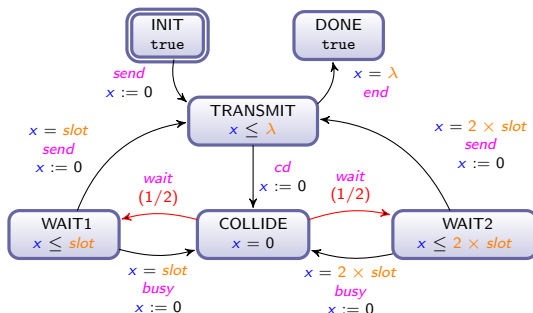 INIT
true
DONE
true
send
x := 0
x = λ
end
TRANSMIT
x ≤ λ
x = slot
send
x := 0
x = 2 × slot
send
x := 0
cd
x := 0
wait
(1/2)
wait
(1/2)
WAIT1
x ≤ slot
COLLIDE
x = 0
WAIT2
x ≤ 2 × slot
x = slot
busy
x := 0
x = 2 × slot
busy
x := 0